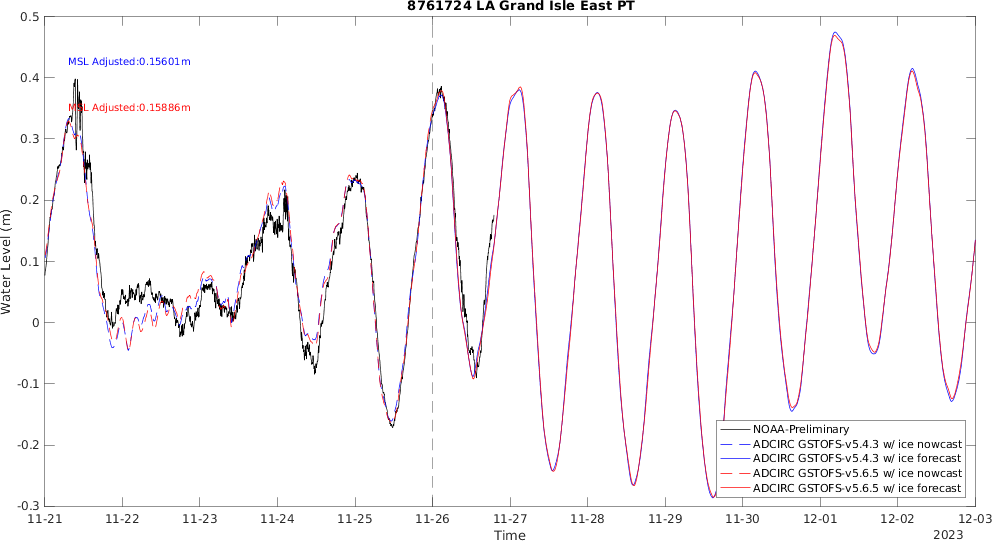 8761724 LA Grand Isle East PT
0.5
0.4
0.3
0.2
0.1
0
-0.1
-0.2
-0.3
Water Level (m)
MSL Adjusted:0.15601m
MSL Adjusted:0.15886m
NOAA-Preliminary
ADCIRC GSTOFS-v5.4.3 w/ ice nowcast
ADCIRC GSTOFS-v5.4.3 w/ ice forecast
ADCIRC GSTOFS-v5.6.5 w/ ice nowcast
ADCIRC GSTOFS-v5.6.5 w/ ice forecast
11-21 11-22 11-23 11-24 11-25 11-26 11-27 11-28 11-29 11-30 12-01 12-02 12-03
Time
2023